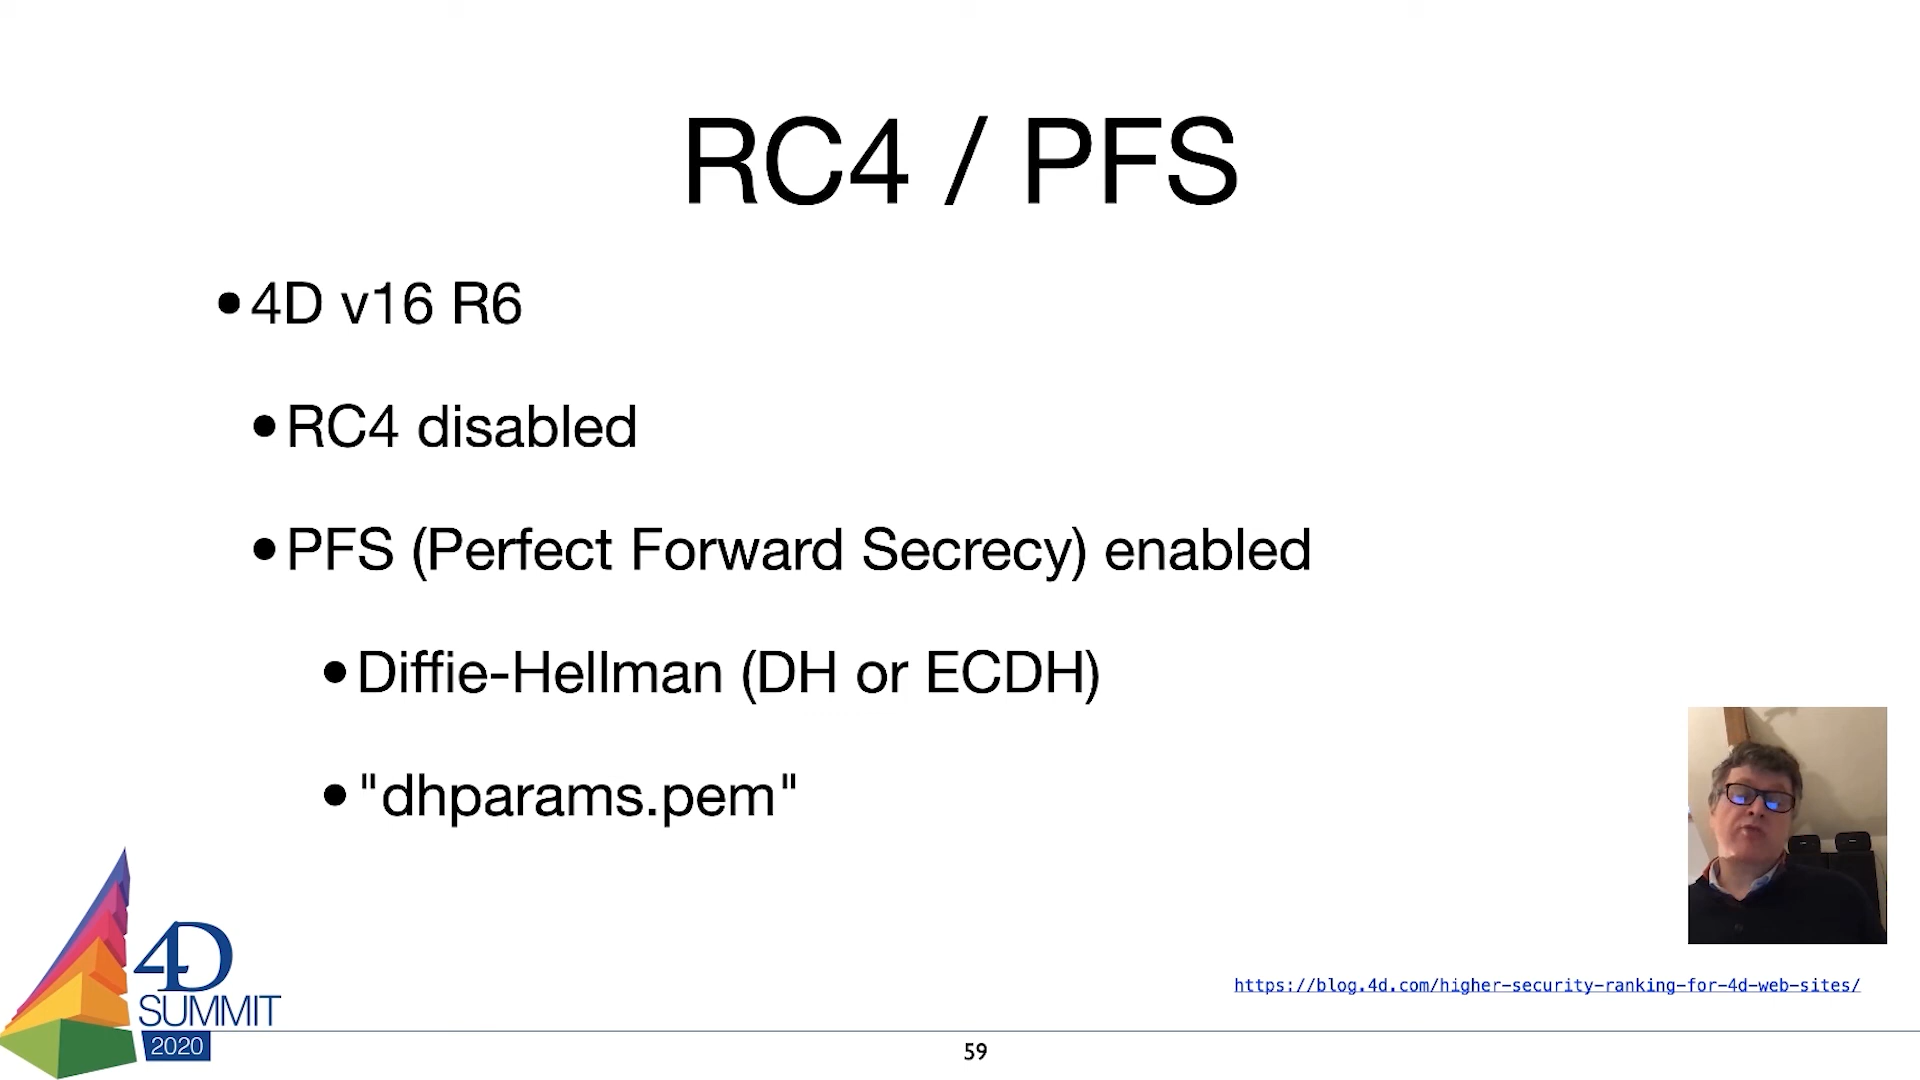 RC4 / PFS
•4D v16 R6
•RC4 disabled
•PFS (Perfect Forward Secrecy) enabled
•Diffie-Hellman (DH or ECDH)
•"dhparams.pem"
4D
SUMMIT
2020
https://blog.4d.com/higher-security-ranking-for-4d-web-sites/
59